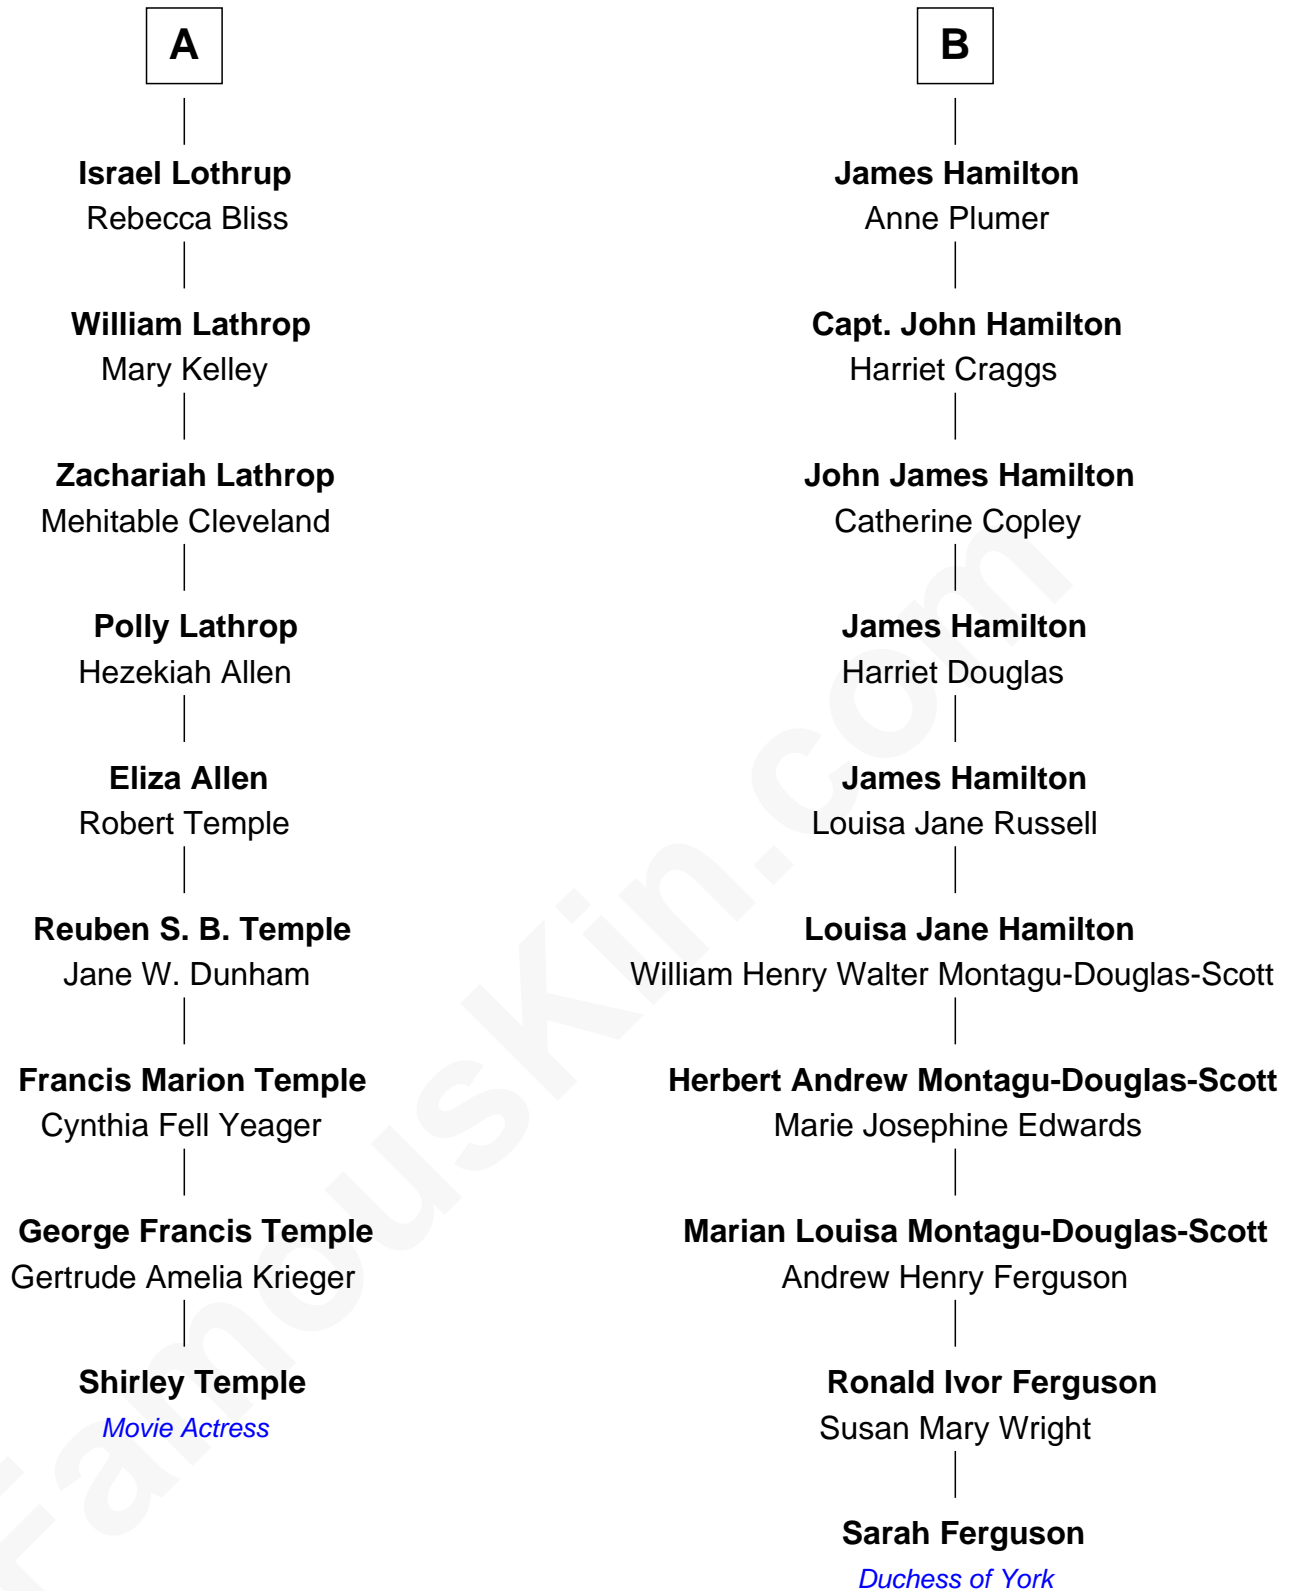 A
Israel Lothrup
Rebecca Bliss
William Lathrop
Mary Kelley
Zachariah Lathrop
Mehitable Cleveland
Polly Lathrop
Hezekiah Allen
Eliza Allen
Robert Temple
Reuben S. B. Temple
Jane W. Dunham
Francis Marion Temple
Cynthia Fell Yeager
George Francis Temple
Gertrude Amelia Krieger
Shirley Temple
Movie Actress
B
James Hamilton
Anne Plumer
Capt. John Hamilton
Harriet Craggs
John James Hamilton
Catherine Copley
James Hamilton
Harriet Douglas
James Hamilton
Louisa Jane Russell
Louisa Jane Hamilton
William Henry Walter Montagu-Douglas-Scott
Herbert Andrew Montagu-Douglas-Scott
Marie Josephine Edwards
Marian Louisa Montagu-Douglas-Scott
Andrew Henry Ferguson
Ronald Ivor Ferguson
Susan Mary Wright
Sarah Ferguson
Duchess of York
FamousKin.com